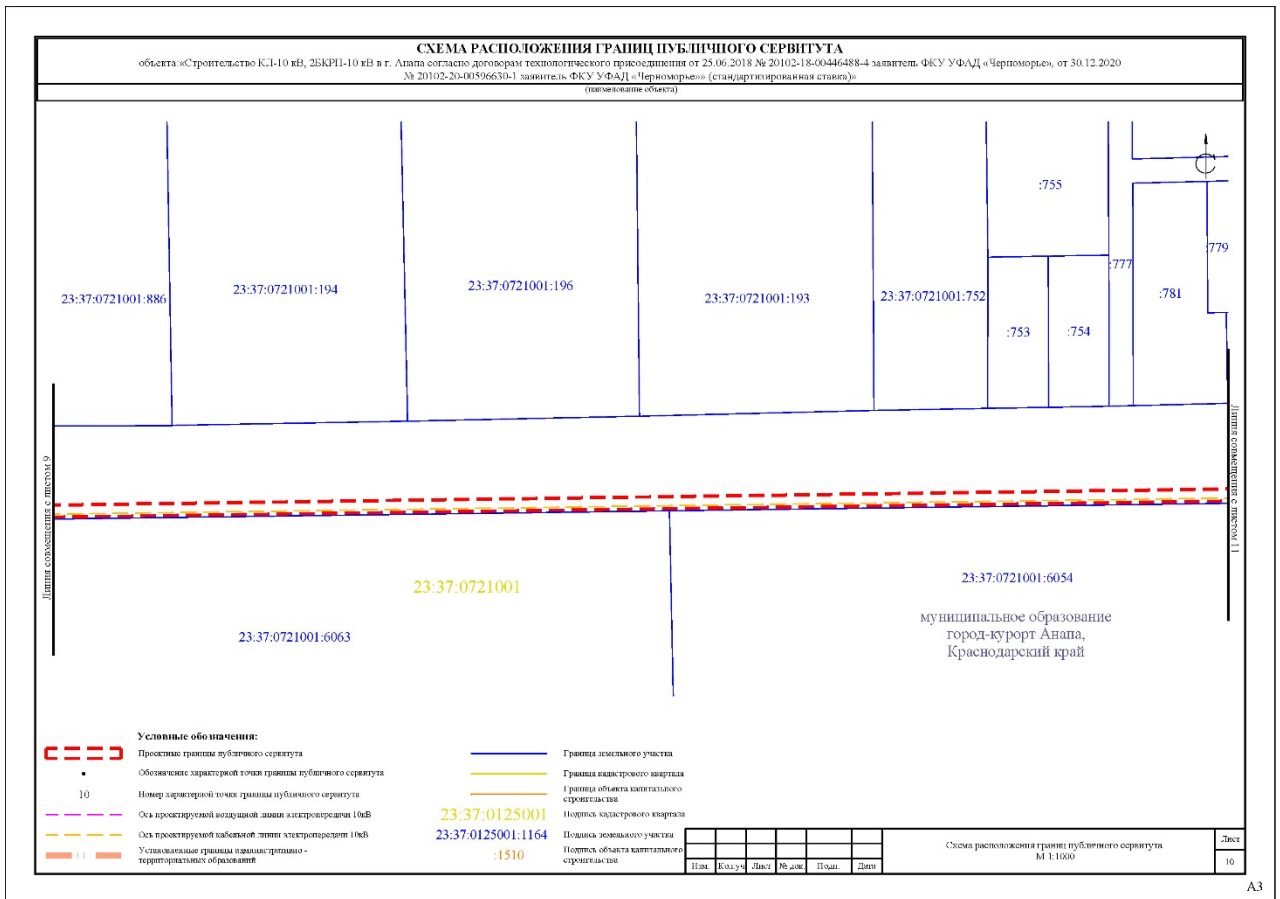 СХЕМА РАСПОЛОЖЕНИЯ ГРАНИЦ ПУБЛИЧНОГО СЕРВИТУТА
объекта:«Строительство КЛ-10 кВ, 2БКРП-10 кВ в г. Анапа согласно договорам технологического присоединения от 25.06.2018 № 20102-18-00446488-4 заявитель ФКУ УФАД «Черноморье», от 30.12.2020
№ 20102-20-00596630-1 заявитель ФКУ УФАД «Черноморье»» (стандартизированная ставка)»
(наименование объекта)
:755
:779
:777
23:37:0721001:886
23:37:0721001:194
23:37:0721001:196
23:37:0721001:193
23:37:0721001:752
:781
:753
:754
Линия совмещения с листом 9
Линия совмещения с листом 11
23:37:0721001
23:37:0721001:6054
23:37:0721001:6063
муниципальное образование
город-курорт Анапа,
Краснодарский край
Условные обозначения:
Проектные границы публичного сервитута
Обозначение характерной точки границы публичного сервитута
10
Номер характерной точки границы публичного сервитута
Ось проектируемой воздушной линии электропередачи 10кВ
Ось проектируемой кабельной линии электропередачи 10кВ
Установленные границы административно -
территориальных образований
Граница земельного участка
Граница кадастрового квартала
Граница объекта капитального
строительства
23:37:0125001
Подпись кадастрового квартала
23:37:0125001:1164
Подпись земельного участка
:1510
Подпись объекта капитального
строительства
Изм.
Кол.уч
Лист
№ док.
Подп.
Дата
Схема расположения границ публичного сервитута
М 1:1000
Лист
10
А3